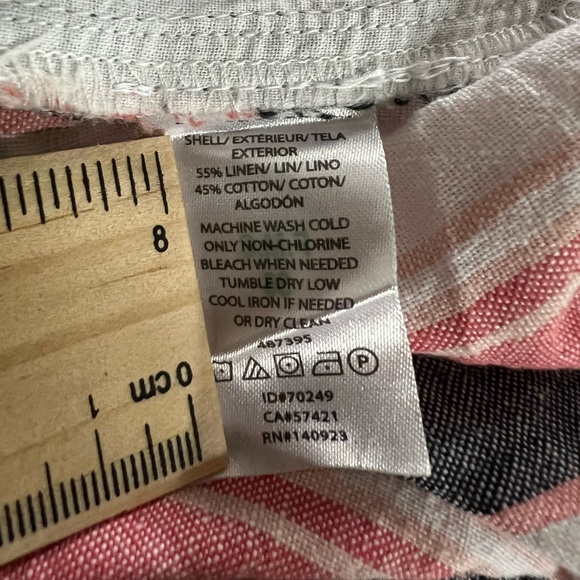 SHELL/ EXTÉRIEUR/ TELA
EXTERIOR
55% LINEN/ LIN/ LINO
45% COTTON/ COTON/
ALGODÓN
MACHINE WASH COLD
ONLY NON-CHLORINE
BLEACH WHEN NEEDED
TUMBLE DRY LOW
COOL IRON IF NEEDED
OR DRY CLEAN
467395
P
ID#70249
CA#57421
RN#140923
8
0 cm
1